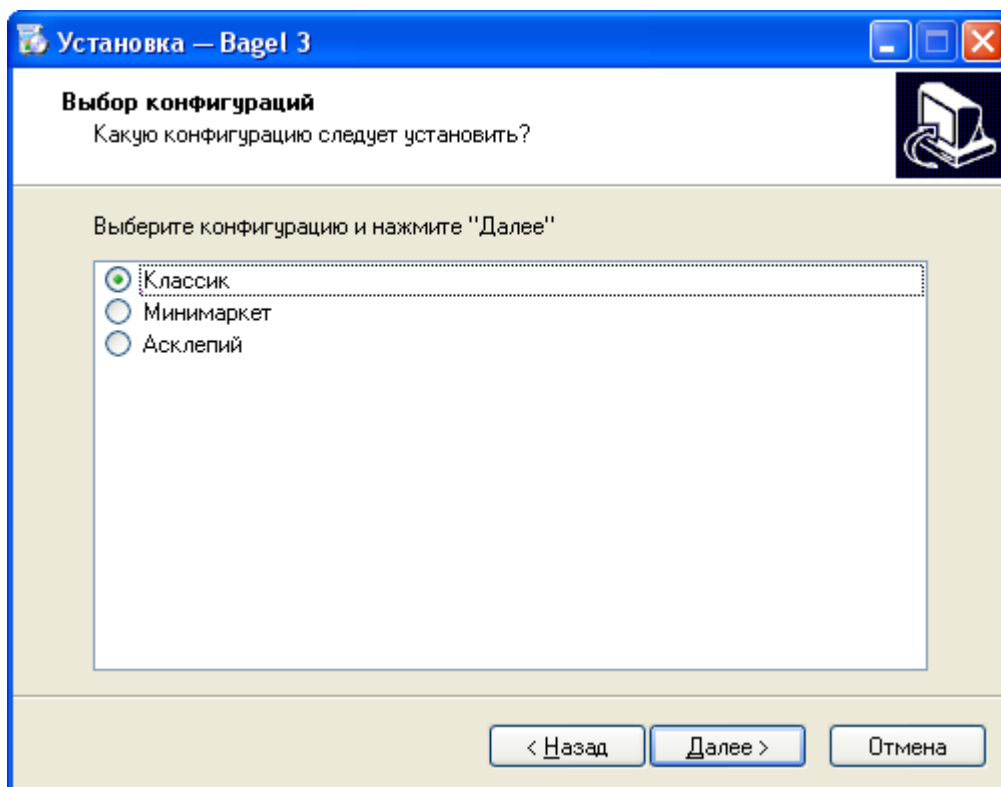 Установка — Bagel 3
Выбор конфигураций
Какую конфигурацию следует установить?
Выберите конфигурацию и нажмите "Далее"
Классик
Минимаркет
Асклепий
< Назад
Далее >
Отмена